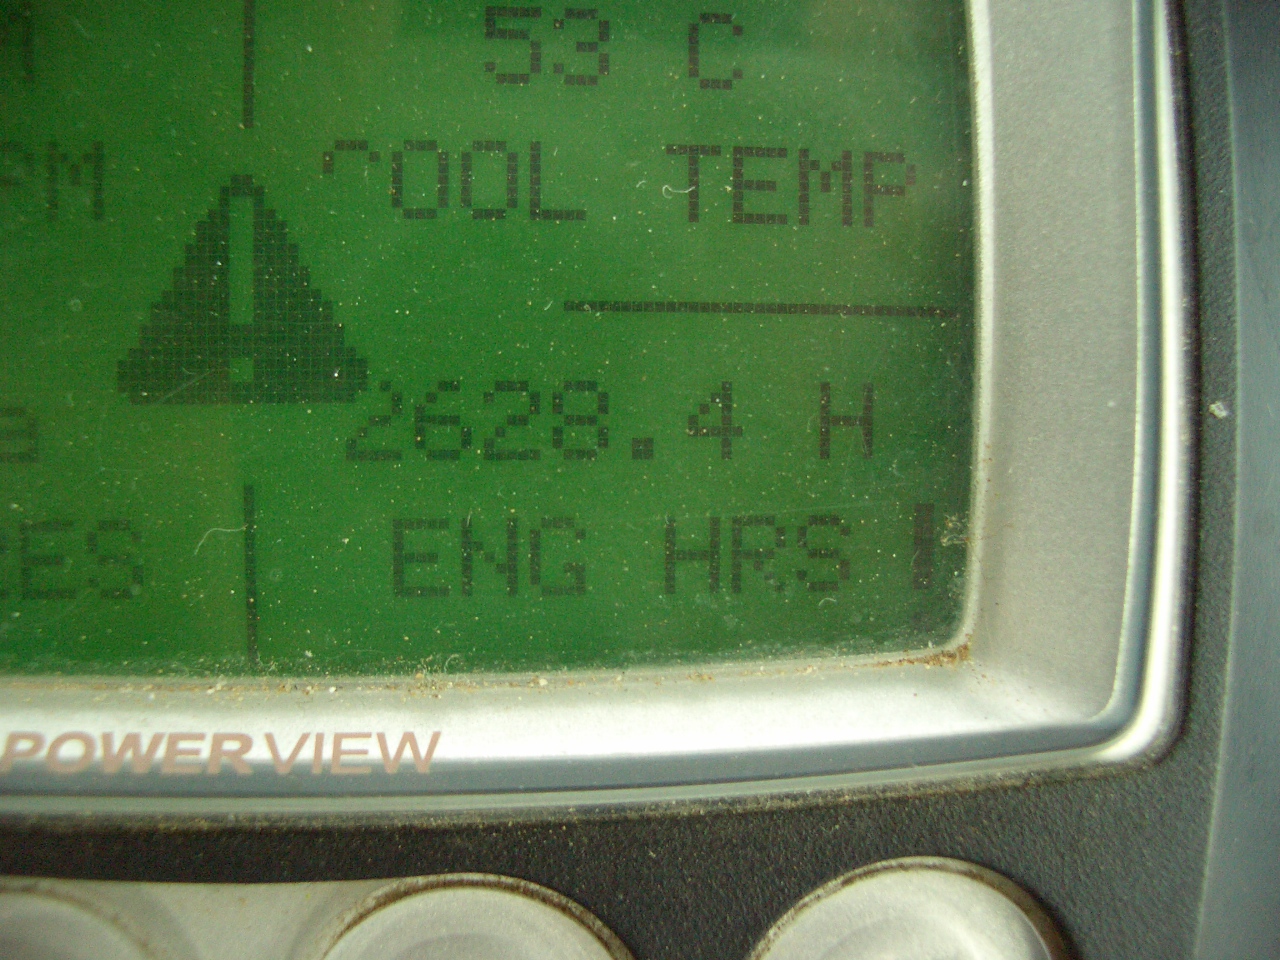 53 C
COOL TEMP
2628.4 H
ENG HRS
POWERVIEW